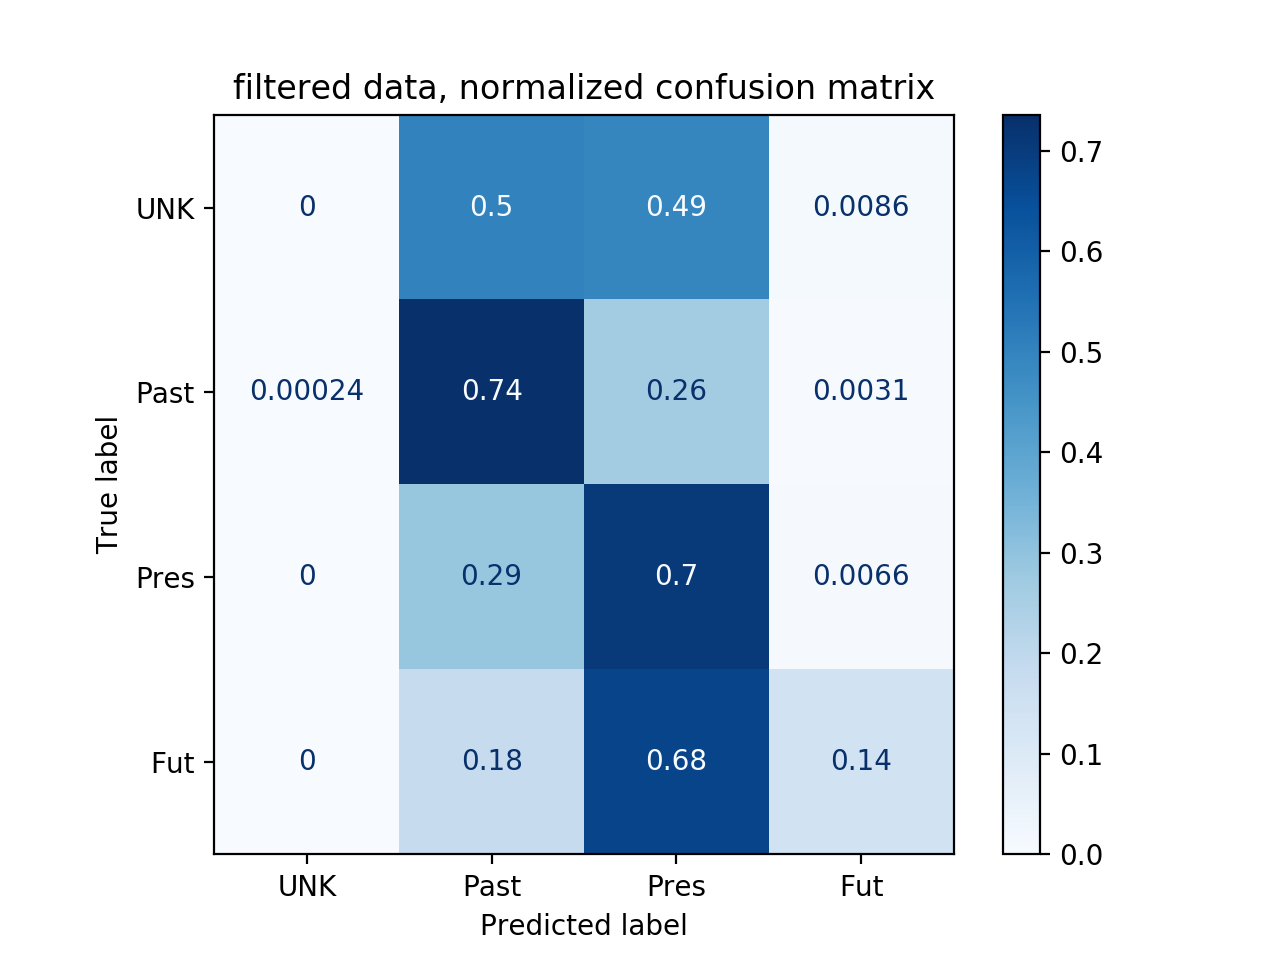 filtered data, normalized confusion matrix
UNK 0 0.5 0.49 0.0086
Past 0.00024 0.74 0.26 0.0031
Pres 0 0.29 0.7 0.0066
Fut 0 0.18 0.68 0.14
UNK Past Pres Fut
Predicted label
True label
0.7
0.6
0.5
0.4
0.3
0.2
0.1
0.0